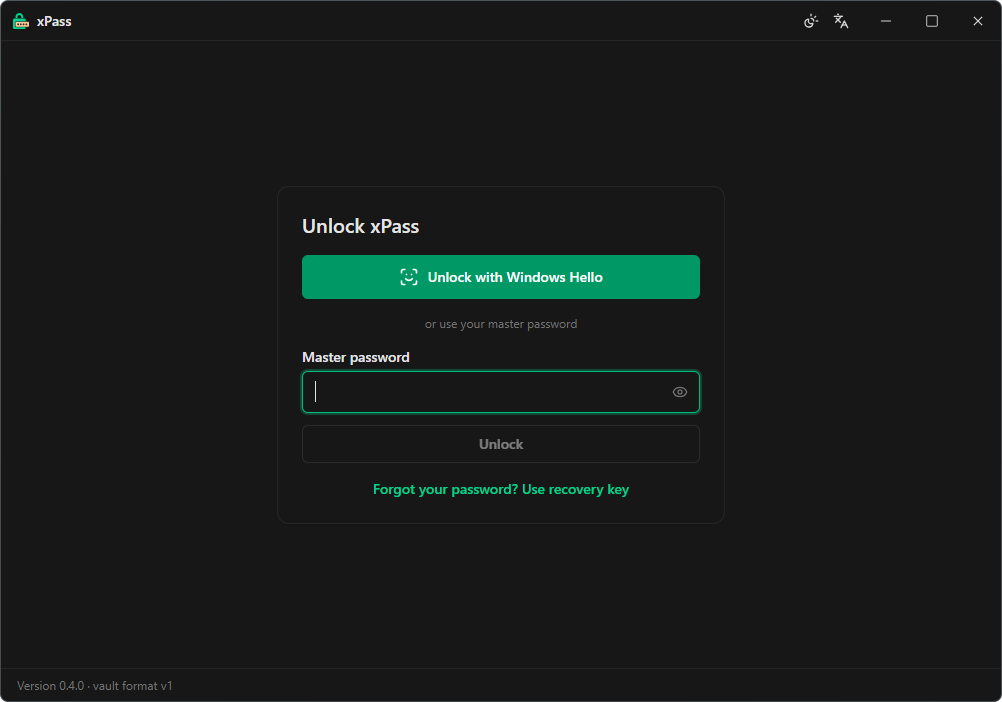 xPass
Unlock xPass
Unlock with Windows Hello
or use your master password
Master password
Unlock
Forgot your password? Use recovery key
Version 0.4.0 · vault format v1